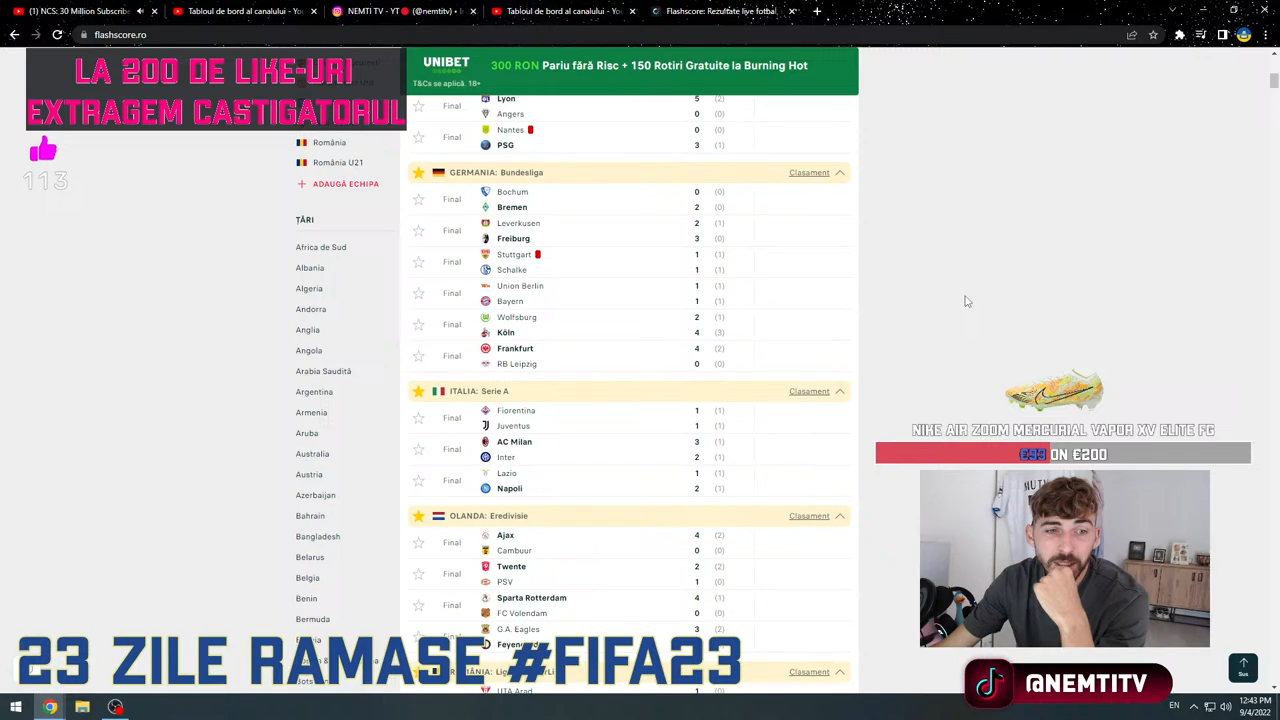 (1) NCS: 30 Million Subscribe
Tabloul de bord al canalului - Yo
NEMTI TV - YT (@nemtitv) •
Tabloul de bord al canalului - You
Flashscore: Rezultate live fotbal
flashscore.ro
LA 200 DE LIKE-URI
EXTRAGEM CASTIGATORUL
113
UNIBET
300 RON Pariu fără Risc + 150 Rotiri Gratuite la Burning Hot
T&Cs se aplică. 18+
România
România U21
+ ADAUGĂ ECHIPA
ȚĂRI
Africa de Sud
Albania
Algeria
Andorra
Anglia
Angola
Arabia Saudită
Argentina
Armenia
Aruba
Australia
Austria
Azerbaijan
Bahrain
Bangladesh
Belarus
Belgia
Benin
Bermuda
Final
Lyon 5 (2)
Angers 0 (0)
Final
Nantes 0 (0)
PSG 3 (1)
GERMANIA: Bundesliga Clasament
Final
Bochum 0 (0)
Bremen 2 (0)
Final
Leverkusen 2 (1)
Freiburg 3 (0)
Final
Stuttgart 1 (1)
Schalke 1 (1)
Final
Union Berlin 1 (1)
Bayern 1 (1)
Final
Wolfsburg 2 (1)
Köln 4 (3)
Final
Frankfurt 4 (2)
RB Leipzig 0 (0)
ITALIA: Serie A Clasament
Final
Fiorentina 1 (1)
Juventus 1 (1)
Final
AC Milan 3 (1)
Inter 2 (1)
Final
Lazio 1 (1)
Napoli 2 (1)
OLANDA: Eredivisie Clasament
Final
Ajax 4 (2)
Cambuur 0 (0)
Final
Twente 2 (2)
PSV 1 (0)
Final
Sparta Rotterdam 4 (1)
FC Volendam 0 (0)
G.A. Eagles 3 (2)
Clasament
UTA Arad 1 (0)
NIKE AIR ZOOM MERCURIAL VAPOR XV ELITE FG
€93 ON €200
23 ZILE RAMASE #FIFA23
Sus
@NEMTITV
EN
12:43 PM
9/4/2022